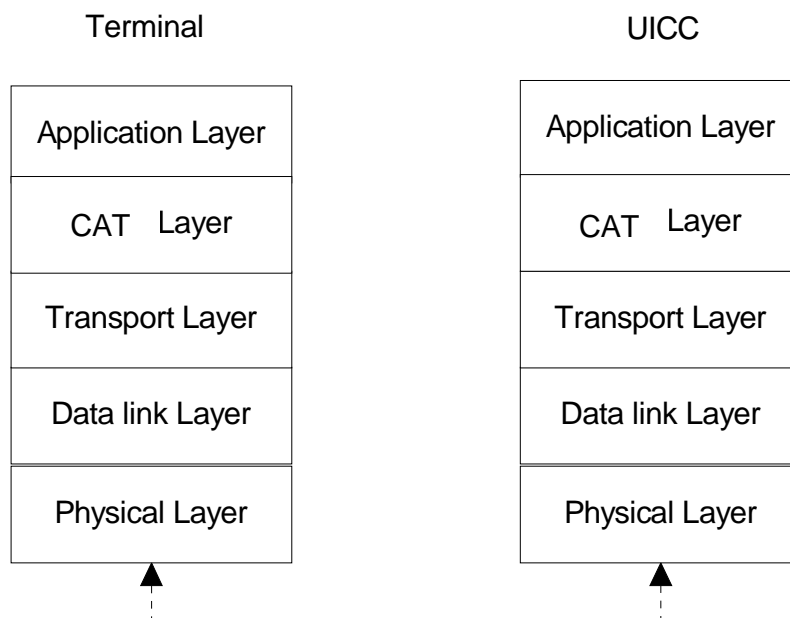 Terminal
UICC
Application Layer
Application Layer
CAT Layer
CAT Layer
Transport Layer
Transport Layer
Data link Layer
Data link Layer
Physical Layer
Physical Layer